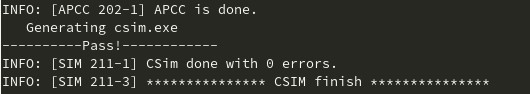 INFO: [APCC 202-1] APCC is done.
   Generating csim.exe
----------Pass!------------
INFO: [SIM 211-1] CSim done with 0 errors.
INFO: [SIM 211-3] *************** CSIM finish ***************